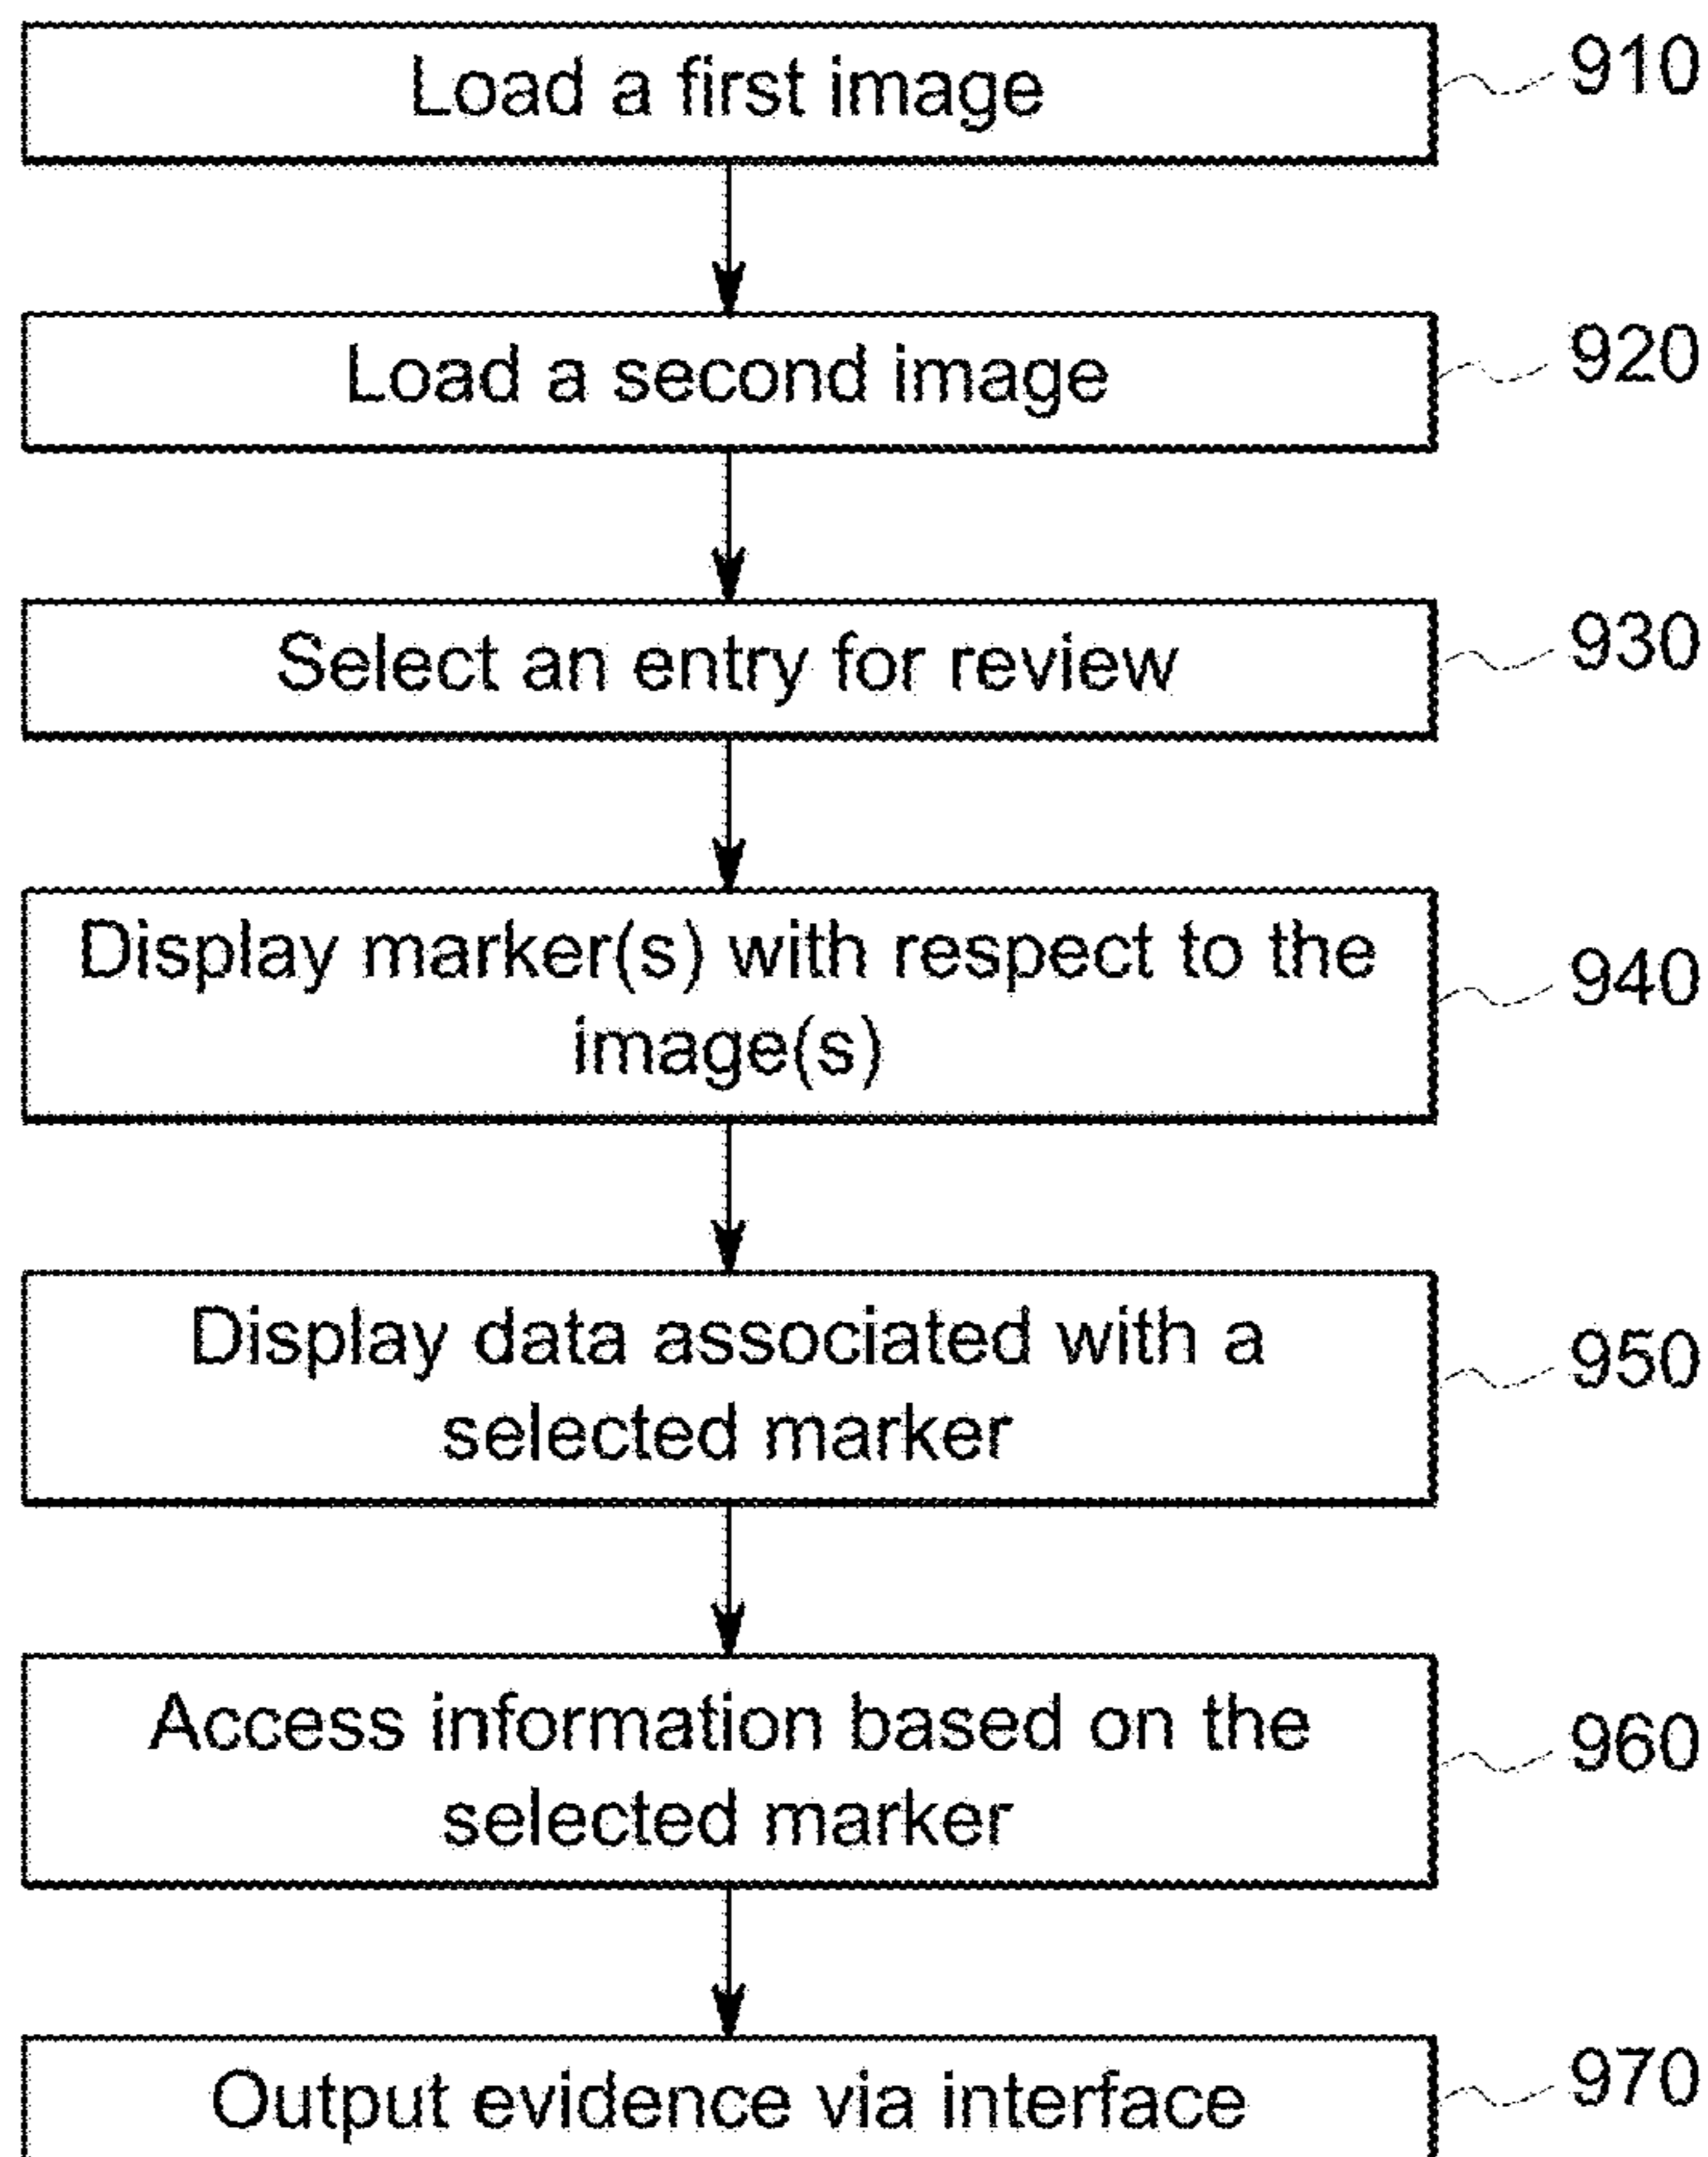 Load a first image
910
Load a second image
920
Select an entry for review
930
Display marker(s) with respect to the
image(s)
940
Display data associated with a
selected marker
950
Access information based on the
selected marker
960
Output evidence via interface
970